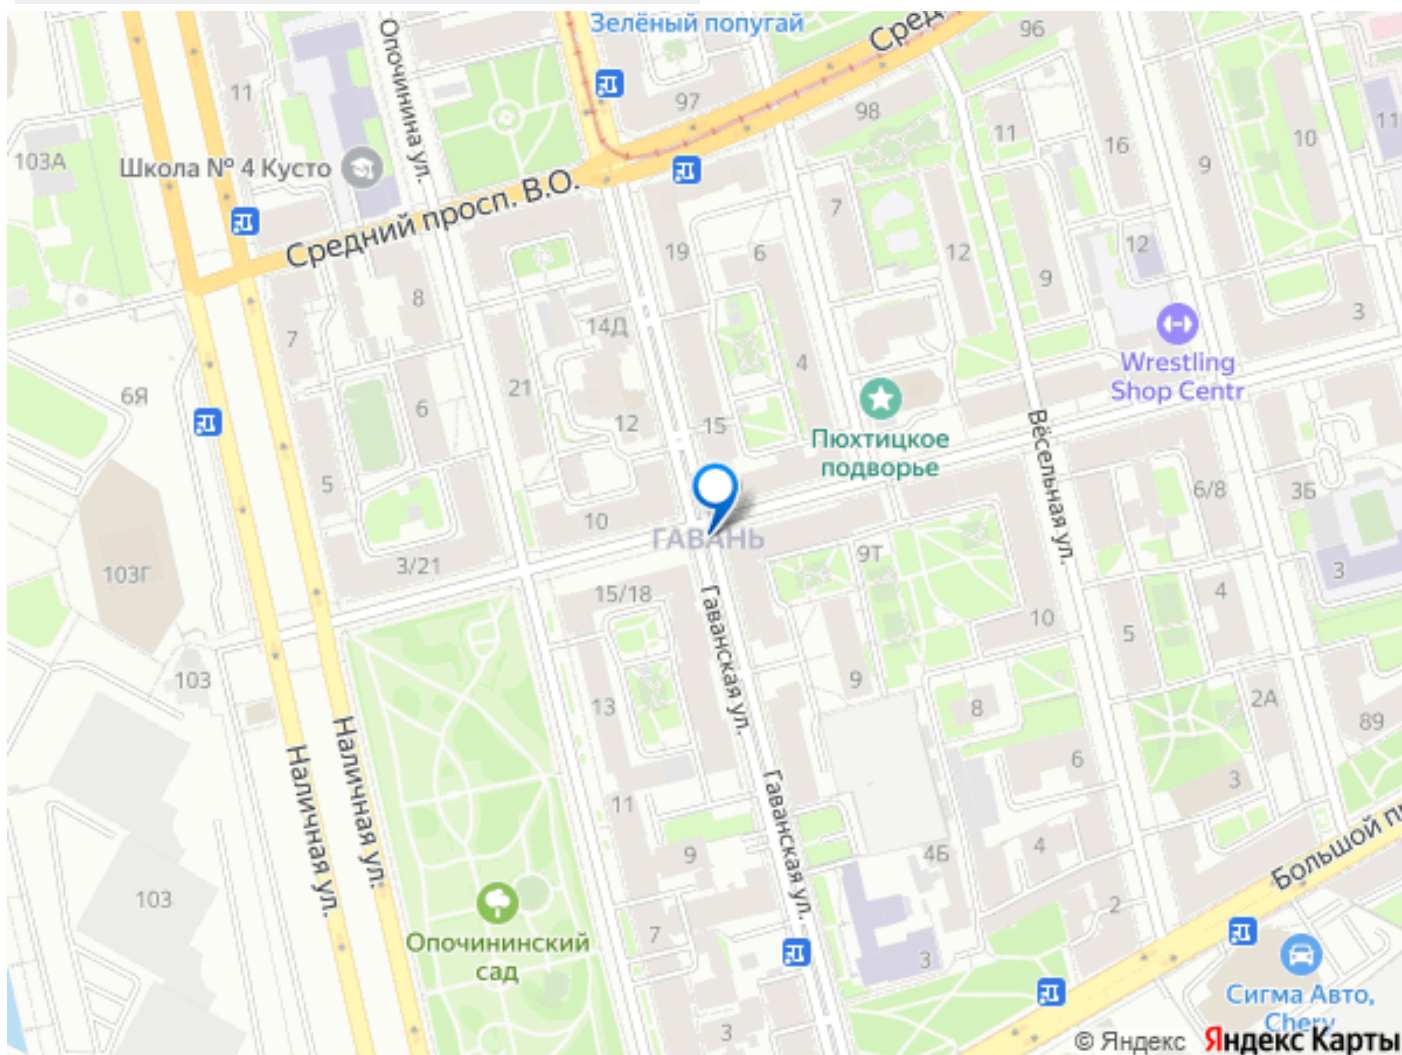 Зелёный попугай
Сред
96
Опочинина ул.
11
97
98
11
103А
Школа № 4 Кусто
16
9
10
11
Средний просп. В.О.
7
12
19
6
12
9
8
7
14Д
3
4
Wrestling
Shop Centr
21
6Я
6
12
15
Пюхтицкое
подворье
Вёсельная ул.
5
6/8
3Б
10
ГАВАНЬ
9Т
103Г
3/21
15/18
3
4
Гаванская ул.
10
5
103
13
9
8
2А
89
Наличная ул.
Наличная ул.
6
3
11
Гаванская ул.
9
4Б
4
Большой п
103
2
Опочининский
сад
7
3
Сигма Авто,
Chery
3
© Яндекс Яндекс Карты